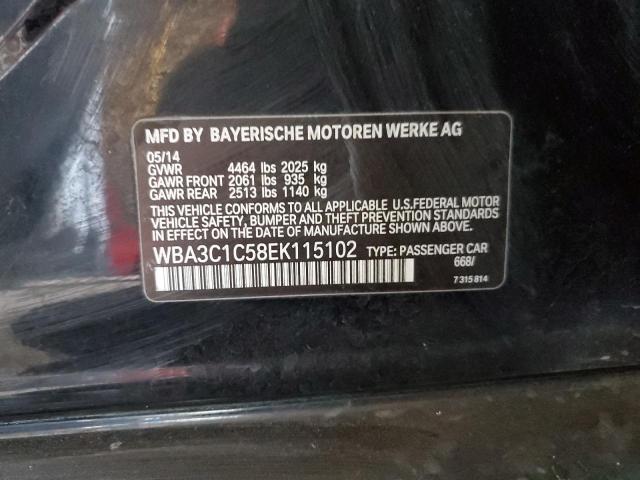 MFD BY BAYERISCHE MOTOREN WERKE AG
05/14
GVWR 4464 lbs 2025 kg
GAWR FRONT 2061 lbs 935 kg
GAWR REAR 2513 lbs 1140 kg
THIS VEHICLE CONFORMS TO ALL APPLICABLE U.S.FEDERAL MOTOR
VEHICLE SAFETY, BUMPER AND THEFT PREVENTION STANDARDS
IN EFFECT ON THE DATE OF MANUFACTURE SHOWN ABOVE.
WBA3C1C58EK115102 TYPE: PASSENGER CAR
668/
7 315 814